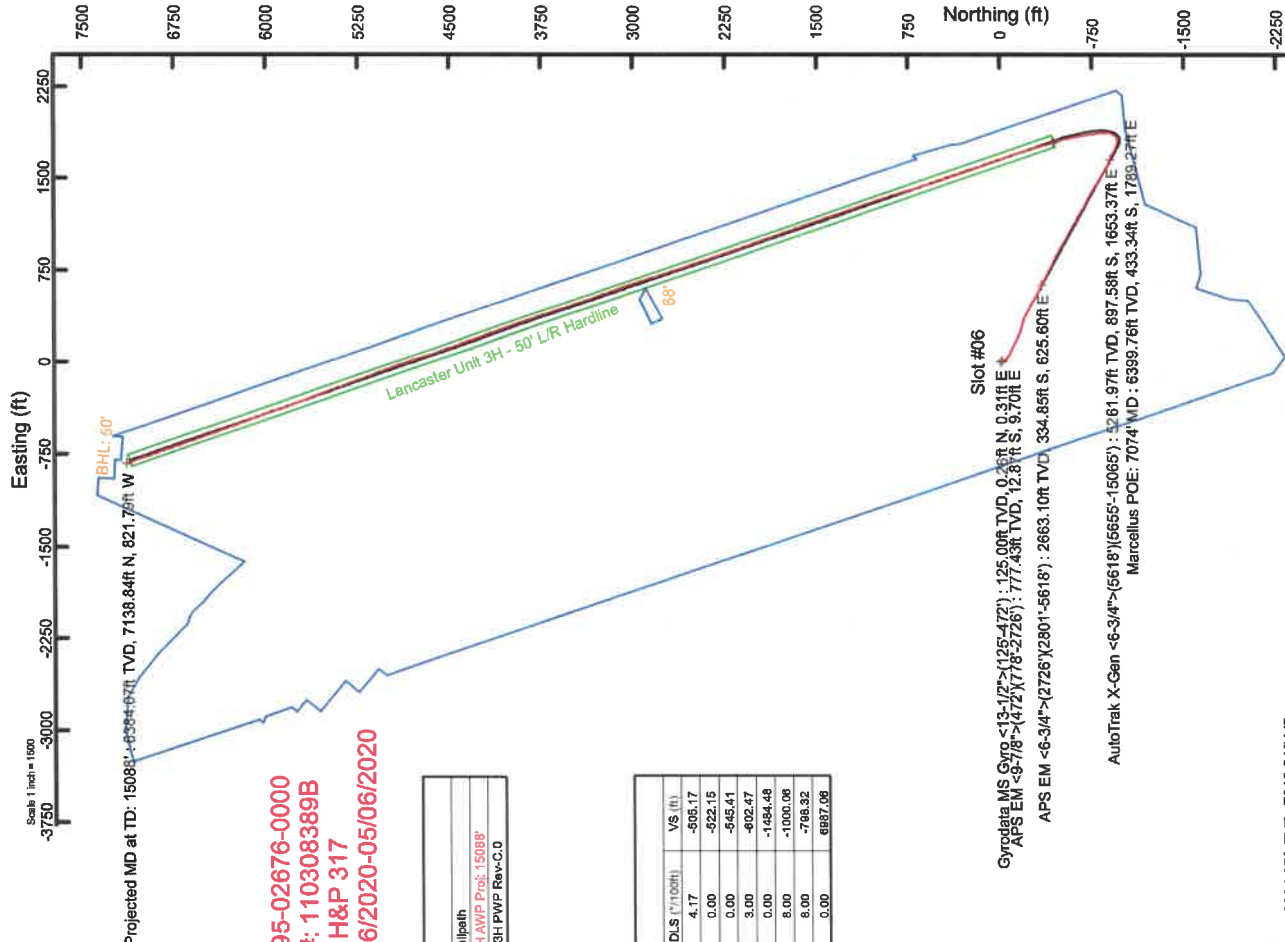 Scale 1 inch = 1500
Easting (ft)
-3750 -3000 -2250 -1500 -750 0 750 1500 2250
7500
6750
6000
5250
4500
3750
3000
2250
1500
750
0
-750
-1500
-2250
Northing (ft)
BHL: 50'
Projected MD at TD: 15088' : 6384.07ft TVD, 7138.84ft N, 821.79ft W
Lancaster Unit 3H - 50' L/R Hardline
68'
Slot #06
Gyrodata MS Gyro <13-1/2">(125'-472') : 125.00ft TVD, 0.26ft N, 0.31ft E
APS EM <9-7/8">(472')(778'-2726') : 777.43ft TVD, 12.87ft S, 9.70ft E
APS EM <6-3/4">(2726')(2801'-5618') : 2663.10ft TVD, 334.85ft S, 625.60ft E
AutoTrak X-Gen <6-3/4">(5618')(5655'-15065') : 5261.97ft TVD, 897.58ft S, 1653.37ft E
Marcellus POE: 7074' MD : 6399.76ft TVD, 433.34ft S, 1789.27ft E
95-02676-0000
: 110308389B
H&P 317
6/2020-05/06/2020
llpath
H AWP Proj: 15088'
3H PWP Rev-C.0
DLS (°/100ft) VS (ft)
4.17 -505.17
0.00 -522.15
0.00 -545.41
3.00 -602.47
0.00 -1484.48
8.00 -1000.06
8.00 -798.32
0.00 6987.06